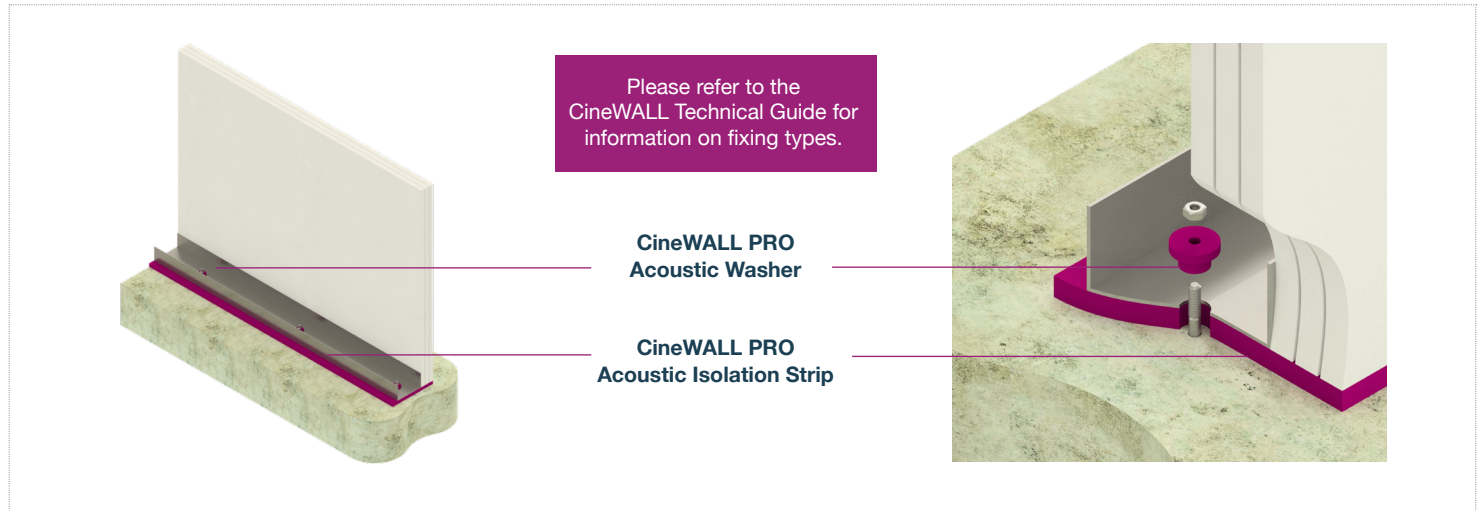 Please refer to the
CineWALL Technical Guide for
information on fixing types.
CineWALL PRO
Acoustic Washer
CineWALL PRO
Acoustic Isolation Strip